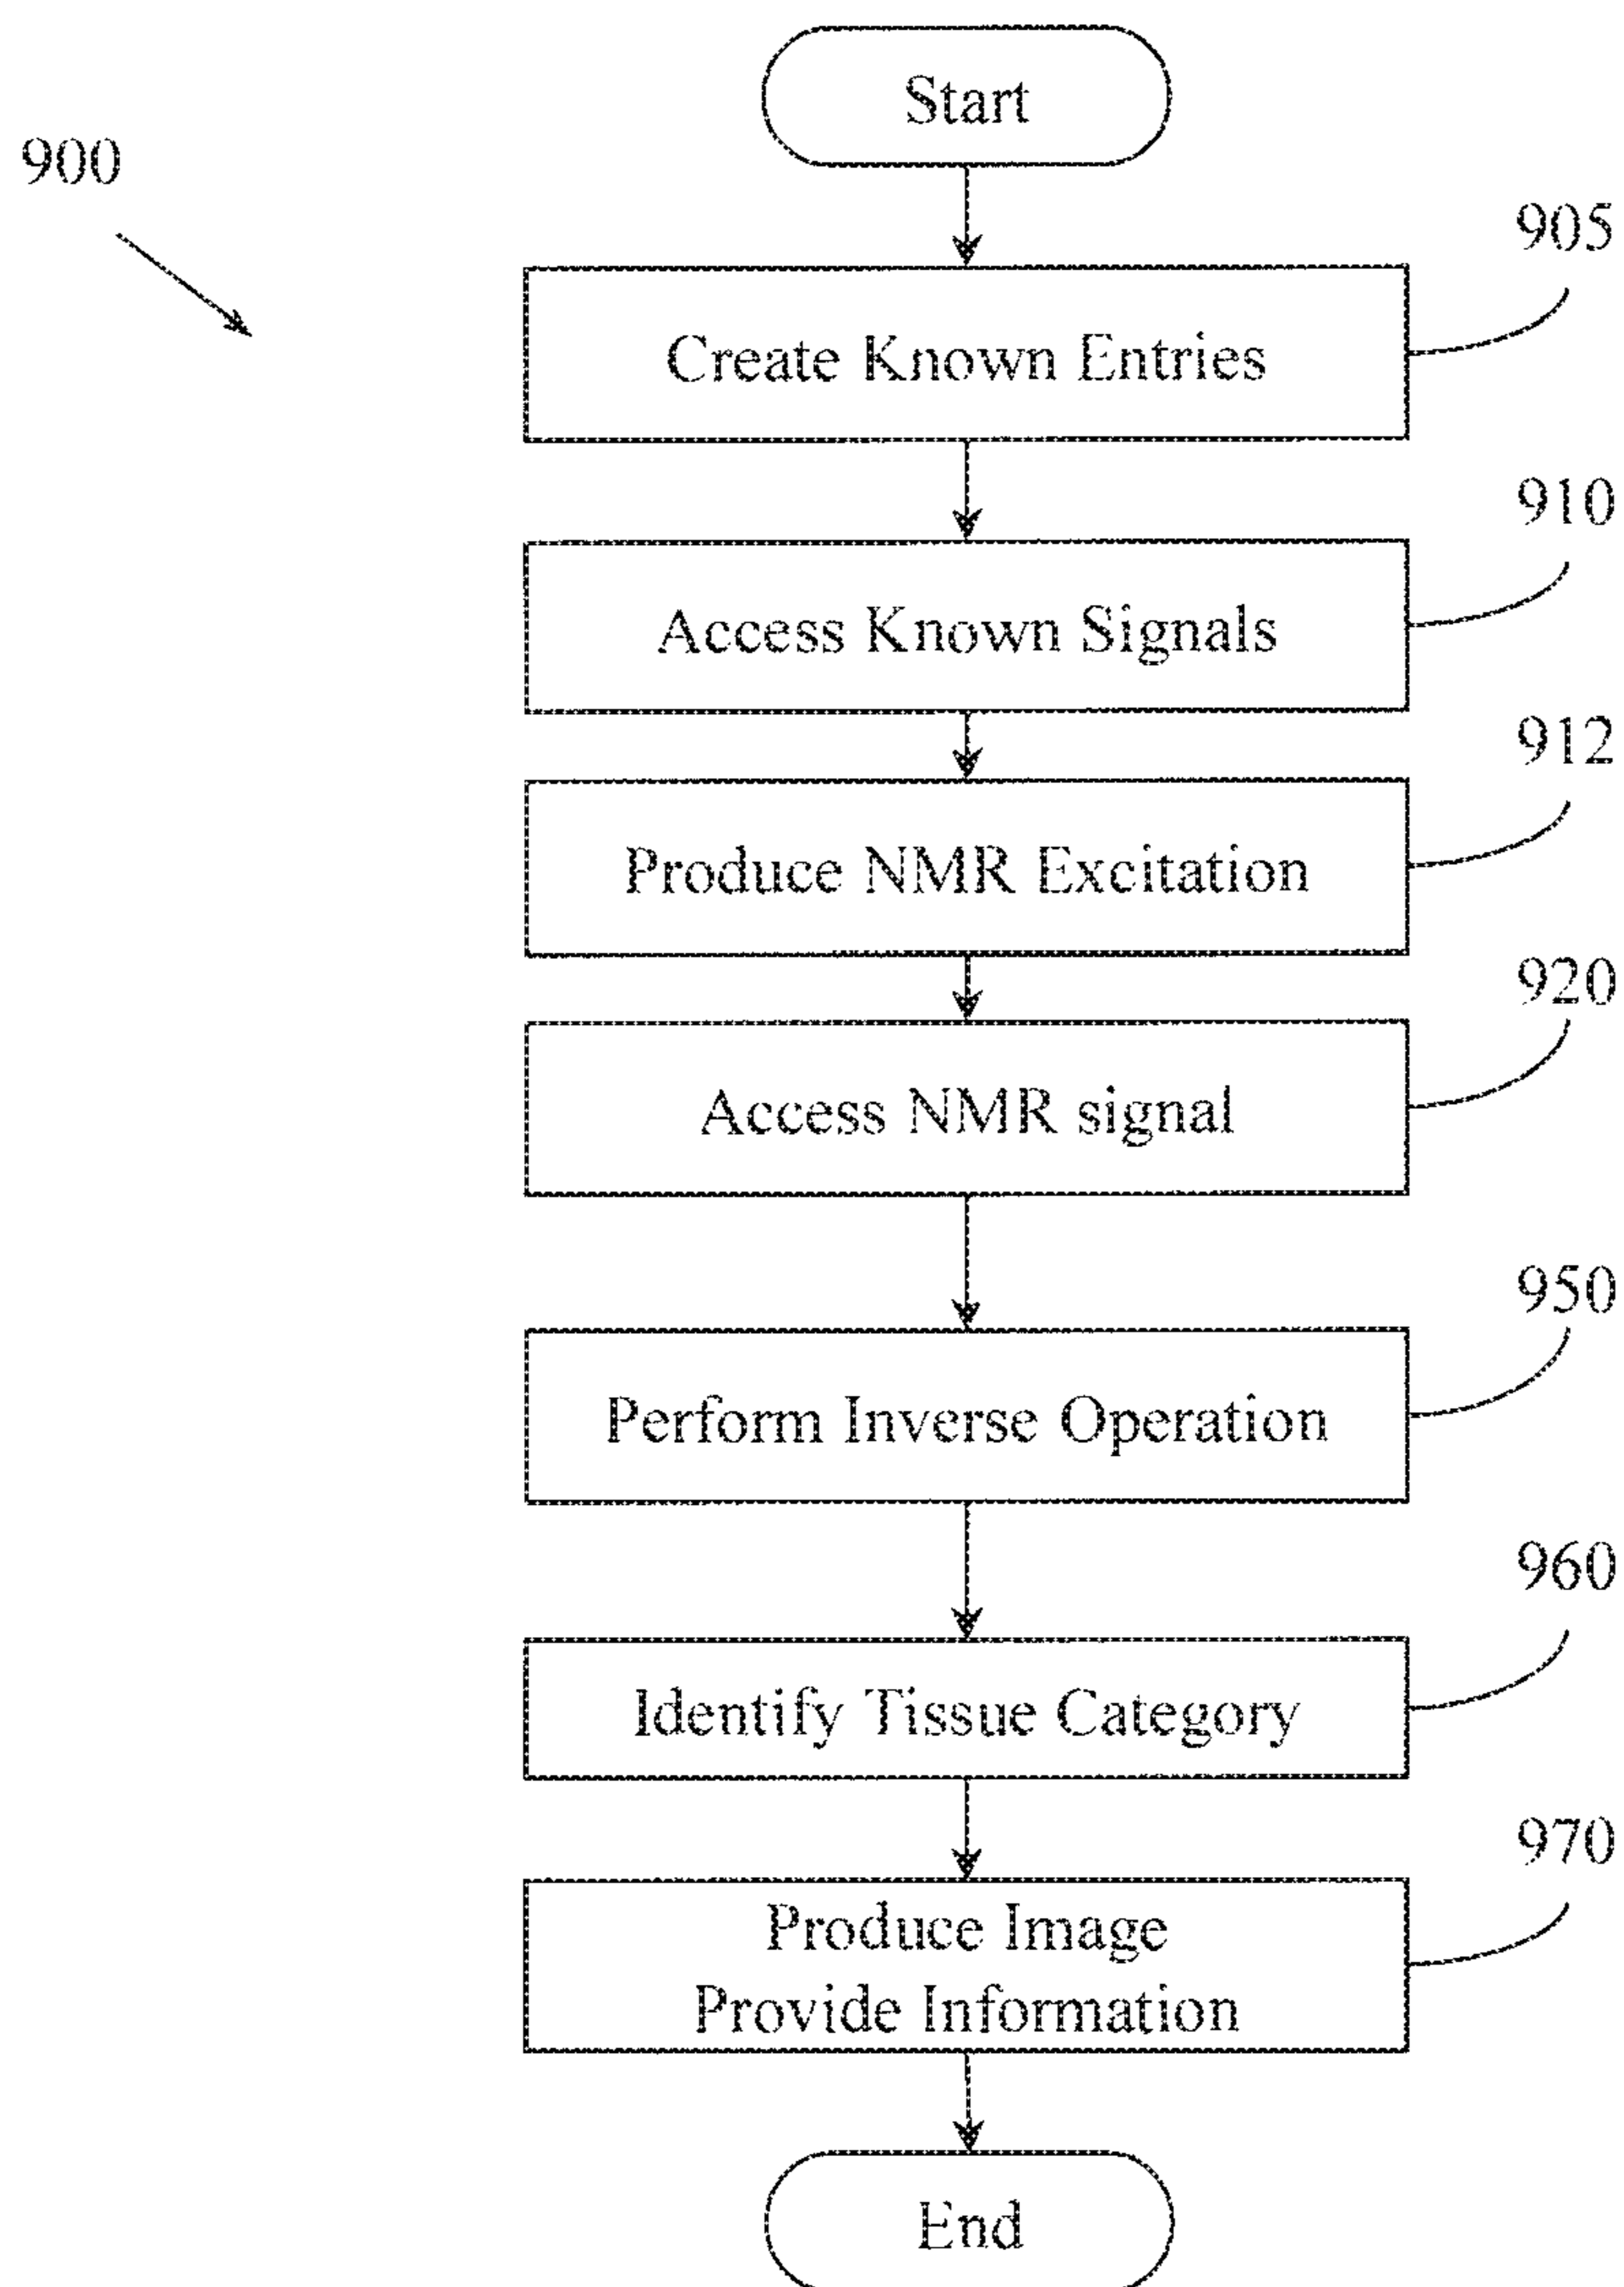 Start
900
905
Create Known Entries
910
Access Known Signals
912
Produce NMR Excitation
920
Access NMR signal
950
Perform Inverse Operation
960
Identify Tissue Category
970
Produce Image
Provide Information
End